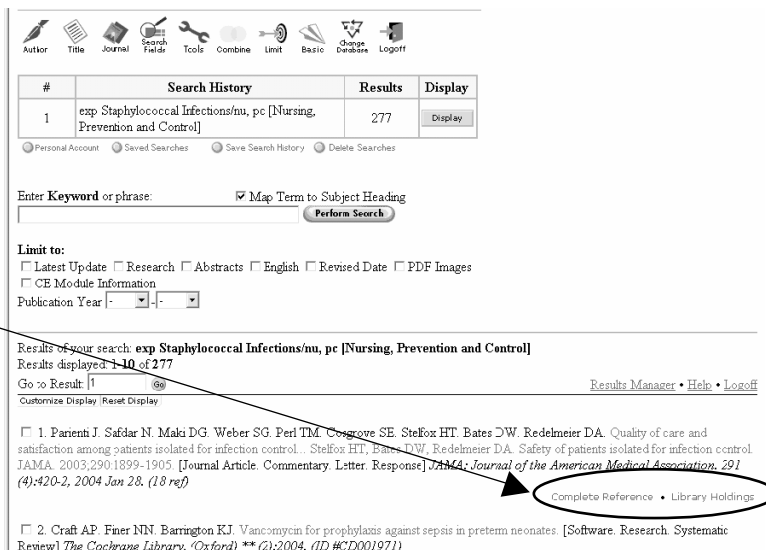 Author Title Journal Search Fields Tools Combine Limit Basic Change Database Logoff
# Search History Results Display
1 exp Staphylococcal Infections/nu, pc [Nursing, Prevention and Control] 277 Display
Personal Account Saved Searches Save Search History Delete Searches
Enter Keyword or phrase: Map Term to Subject Heading
Perform Search
Limit to:
Latest Update Research Abstracts English Revised Date PDF Images
CE Module Information
Publication Year - - -
Results of your search: exp Staphylococcal Infections/nu, pc [Nursing, Prevention and Control]
Results displayed: 1-10 of 277
Go to Result: 1 Go Results Manager • Help • Logoff
Customize Display Reset Display
1. Parienti J. Safdar N. Maki DG. Weber SG. Perl TM. Cosgrove SE. Stelfox HT. Bates DW. Redelmeier DA. Quality of care and
satisfaction among patients isolated for infection control... Stelfox HT, Bates DW, Redelmeier DA. Safety of patients isolated for infection control.
JAMA. 2003;290:1899-1905. [Journal Article. Commentary. Letter. Response] JAMA: Journal of the American Medical Association. 291
(4):420-2, 2004 Jan 28. (18 ref)
Complete Reference • Library Holdings
2. Craft AP. Finer NN. Barrington KJ. Vancomycin for prophylaxis against sepsis in preterm neonates. [Software. Research. Systematic
Review] The Cochrane Library, (Oxford) ** (2):2004. (ID #CD001971)